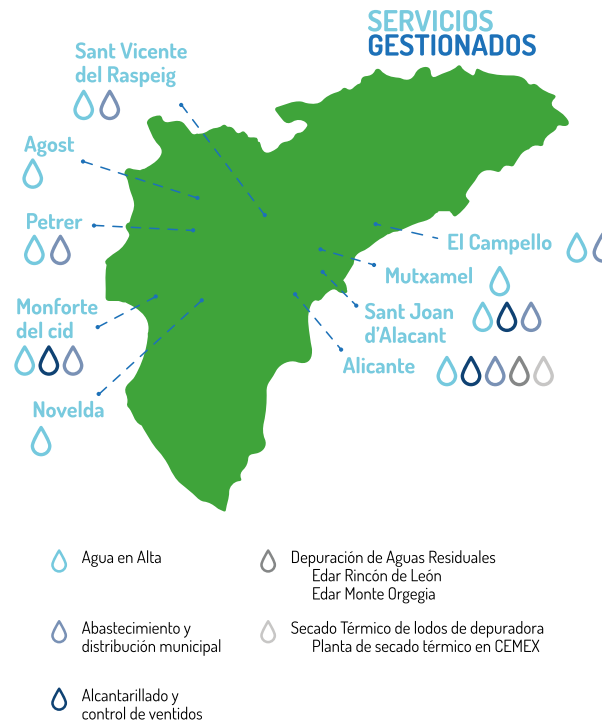 SERVICIOS
GESTIONADOS
Sant Vicente
del Raspeig
Agost
Petrer
El Campello
Mutxamel
Monforte
del cid
Sant Joan
d'Alacant
Alicante
Novelda
Agua en Alta
Abastecimiento y
distribución municipal
Alcantarillado y
control de ventidos
Depuración de Aguas Residuales
Edar Rincón de León
Edar Monte Orgegia
Secado Térmico de lodos de depuradora
Planta de secado térmico en CEMEX